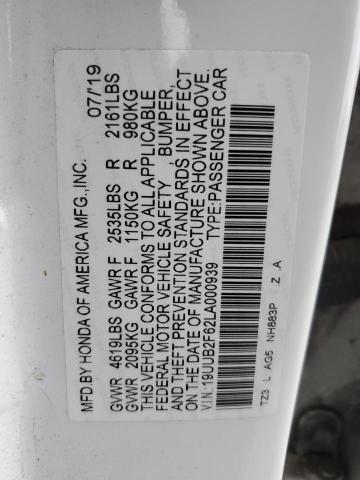 MFD.BY HONDA OF AMERICA MFG.,INC. 07/'19
GVWR 4619LBS GAWR F 2535LBS R 2161LBS
GVWR 2095KG GAWR F 1150KG R 980KG
THIS VEHICLE CONFORMS TO ALL APPLICABLE
FEDERAL MOTOR VEHICLE SAFETY , BUMPER,
AND THEFT PREVENTION STANDARDS IN EFFECT
ON THE DATE OF MANUFACTURE SHOWN ABOVE.
V.I.N:19UUB2F62LA000939 TYPE:PASSENGER CAR
TZ3 L AG5 NH883P Z A